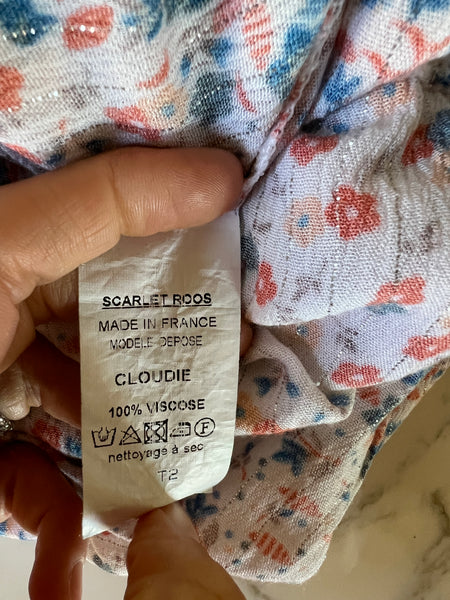 SCARLET ROOS
MADE IN FRANCE
MODELE DEPOSE
CLOUDIE
100% VISCOSE
F
nettoyage à sec
T2